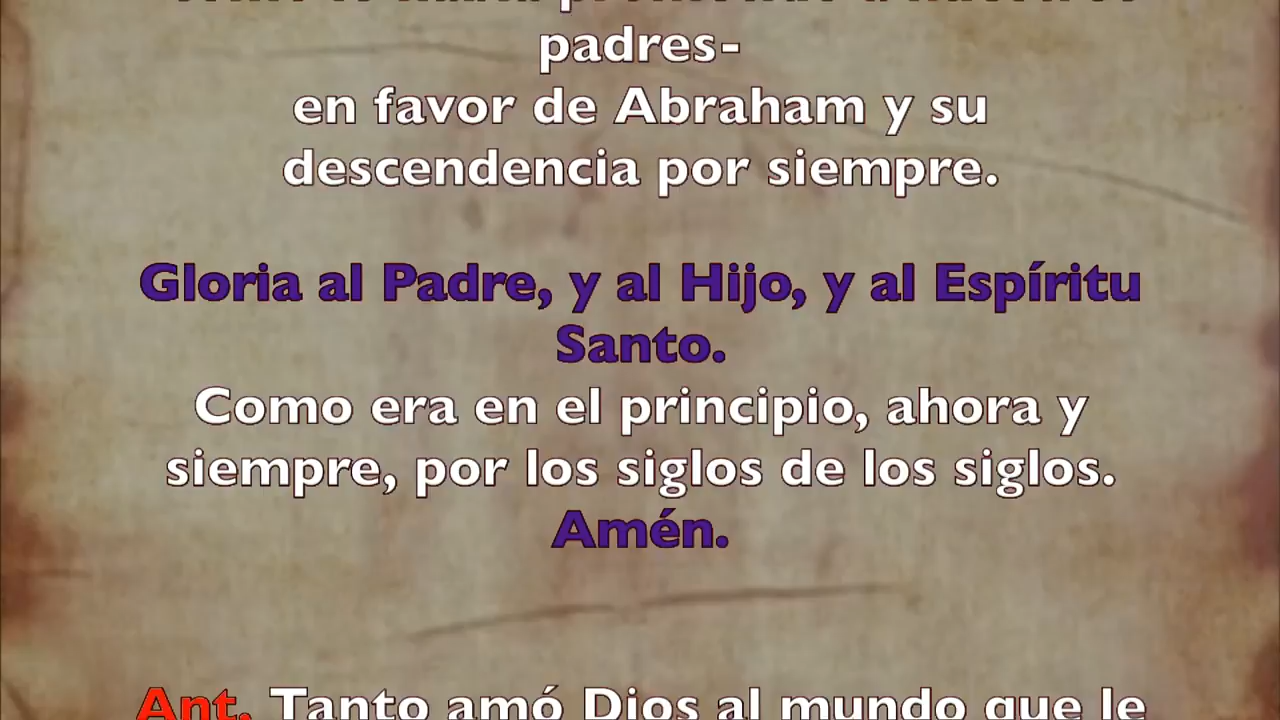 padres-
en favor de Abraham y su
descendencia por siempre.
Gloria al Padre, y al Hijo, y al Espíritu
Santo.
Como era en el principio, ahora y
siempre, por los siglos de los siglos.
Amén.
Ant. Tanto amó Dios al mundo que le